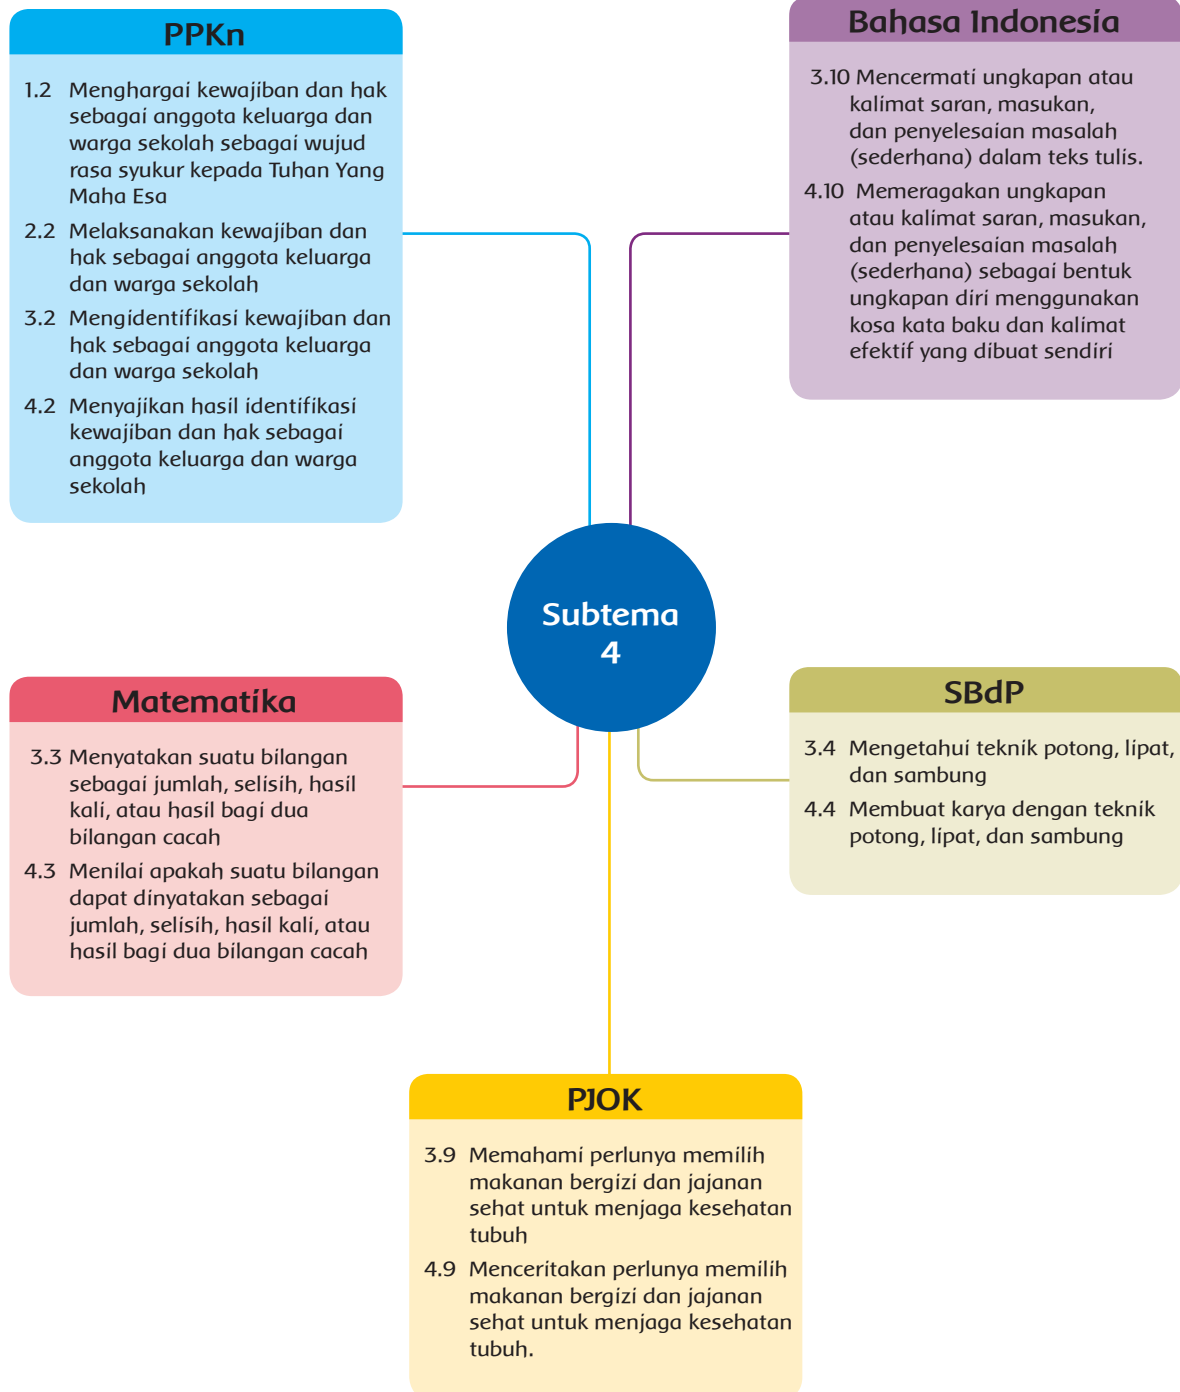 PPKn
1.2 Menghargai kewajiban dan hak
sebagai anggota keluarga dan
warga sekolah sebagai wujud
rasa syukur kepada Tuhan Yang
Maha Esa
2.2 Melaksanakan kewajiban dan
hak sebagai anggota keluarga
dan warga sekolah
3.2 Mengidentifikasi kewajiban dan
hak sebagai anggota keluarga
dan warga sekolah
4.2 Menyajikan hasil identifikasi
kewajiban dan hak sebagai
anggota keluarga dan warga
sekolah
Bahasa Indonesia
3.10 Mencermati ungkapan atau
kalimat saran, masukan,
dan penyelesaian masalah
(sederhana) dalam teks tulis.
4.10 Memeragakan ungkapan
atau kalimat saran, masukan,
dan penyelesaian masalah
(sederhana) sebagai bentuk
ungkapan diri menggunakan
kosa kata baku dan kalimat
efektif yang dibuat sendiri
Subtema
4
Matematika
3.3 Menyatakan suatu bilangan
sebagai jumlah, selisih, hasil
kali, atau hasil bagi dua
bilangan cacah
4.3 Menilai apakah suatu bilangan
dapat dinyatakan sebagai
jumlah, selisih, hasil kali, atau
hasil bagi dua bilangan cacah
SBdP
3.4 Mengetahui teknik potong, lipat,
dan sambung
4.4 Membuat karya dengan teknik
potong, lipat, dan sambung
PJOK
3.9 Memahami perlunya memilih
makanan bergizi dan jajanan
sehat untuk menjaga kesehatan
tubuh
4.9 Menceritakan perlunya memilih
makanan bergizi dan jajanan
sehat untuk menjaga kesehatan
tubuh.